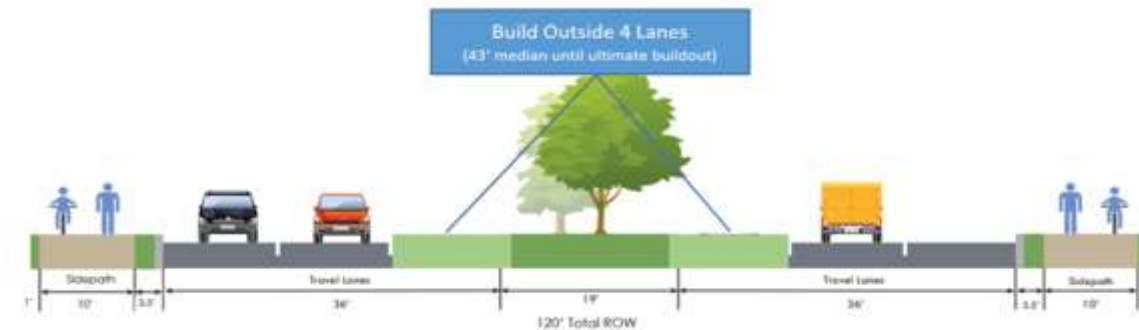 Build Outside 4 Lanes
(43' median until ultimate buildout)
Sidepath
Travel Lanes
Travel Lanes
Sidepath
1'
10'
5.5'
36'
19'
36'
5.5'
10'
120' Total ROW